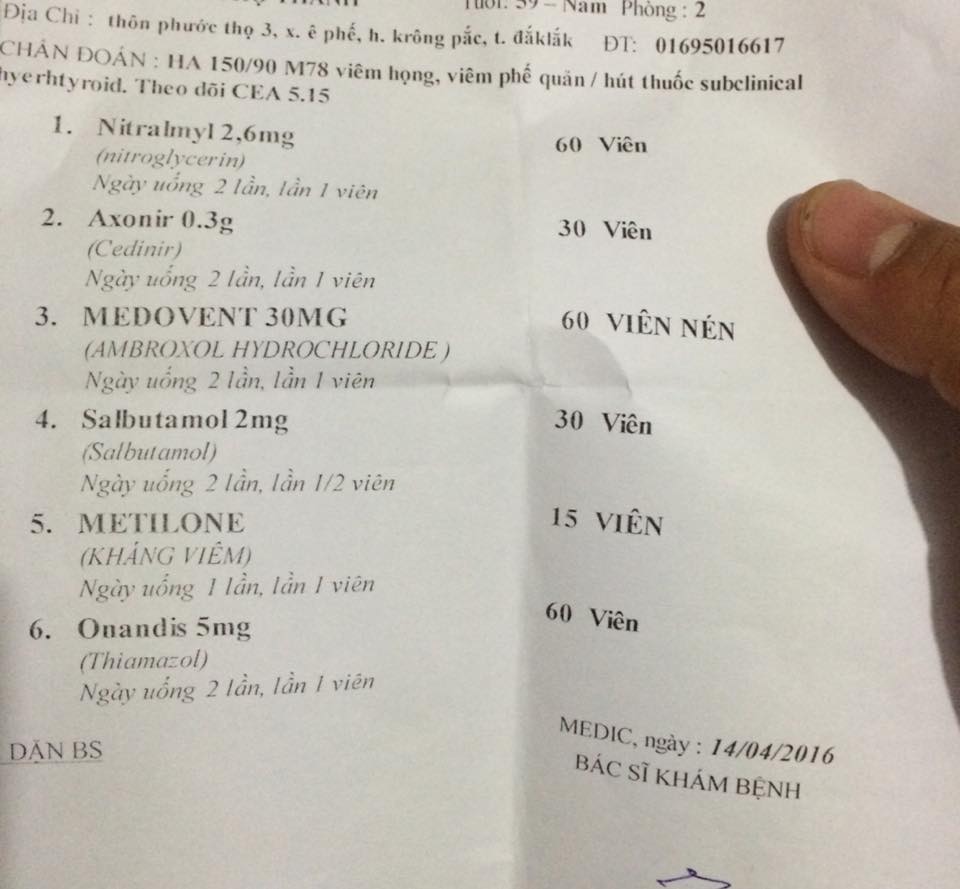 Tuổi: 59 - Nam Phòng : 2
Địa Chỉ : thôn phước thọ 3, x. ê phế, h. krông pắc, t. đắklắk ĐT: 01695016617
CHẨN ĐOÁN : HA 150/90 M78 viêm họng, viêm phế quản / hút thuốc subclinical
hyerhtyroid. Theo dõi CEA 5.15
1. Nitralmyl 2,6mg 60 Viên
(nitroglycerin)
Ngày uống 2 lần, lần 1 viên
2. Axonir 0.3g 30 Viên
(Cedinir)
Ngày uống 2 lần, lần 1 viên
3. MEDOVENT 30MG 60 VIÊN NÉN
(AMBROXOL HYDROCHLORIDE )
Ngày uống 2 lần, lần 1 viên
4. Salbutamol 2mg 30 Viên
(Salbutamol)
Ngày uống 2 lần, lần 1/2 viên
5. METILONE 15 VIÊN
(KHÁNG VIÊM)
Ngày uống 1 lần, lần 1 viên
6. Onandis 5mg 60 Viên
(Thiamazol)
Ngày uống 2 lần, lần 1 viên
DẶN BS
MEDIC, ngày : 14/04/2016
BÁC SĨ KHÁM BỆNH